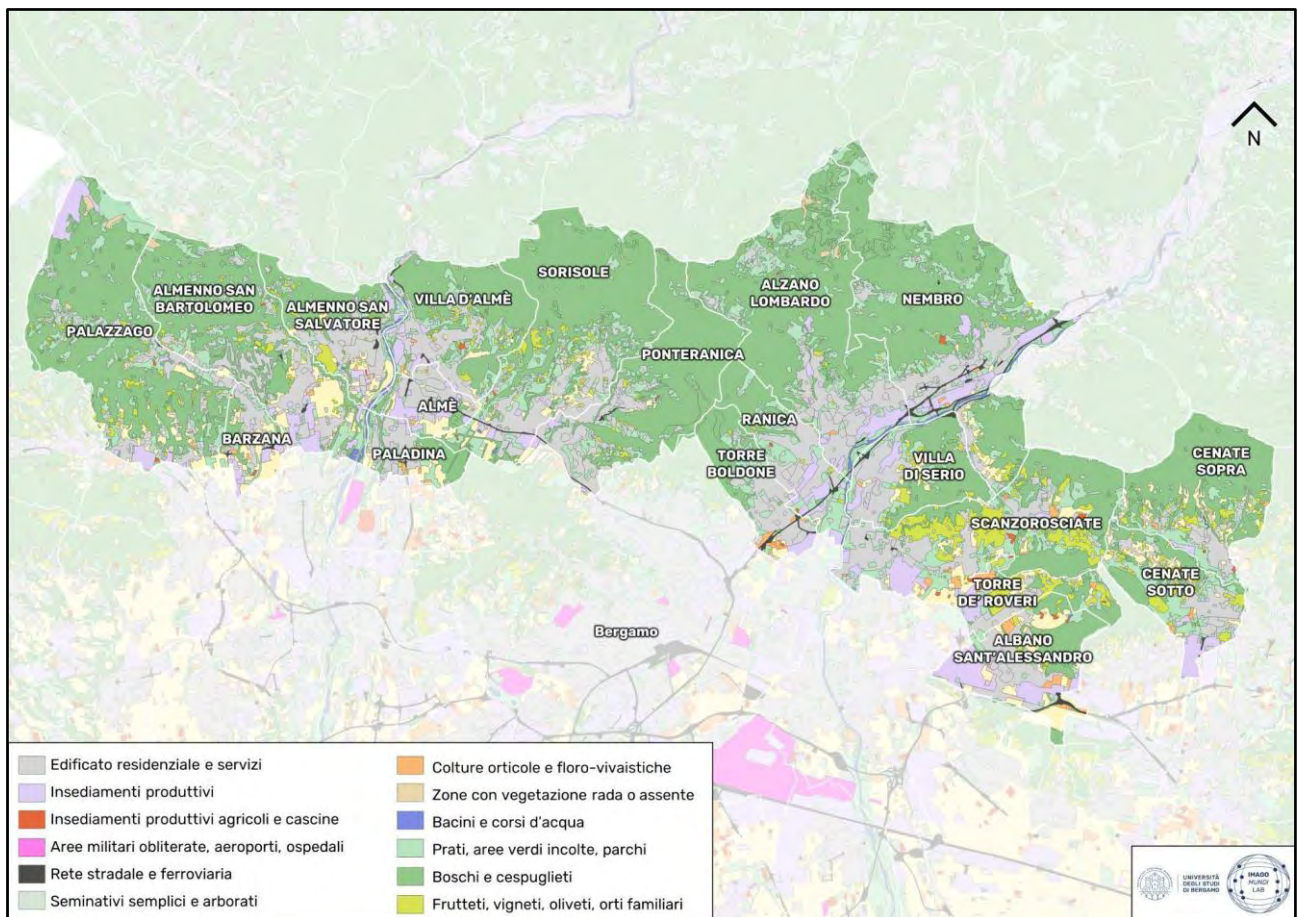 N
SORISOLE
ALMENNO SAN
BARTOLOMEO
ALMENNO SAN
SALVATORE
VILLA D'ALMÈ
ALZANO
LOMBARDO
NEMBRO
PALAZZAGO
PONTERANICA
ALMÈ
RANICA
BARZANA
PALADINA
TORRE
BOLDONE
VILLA
DI SERIO
CENATE
SOPRA
SCANZOROSCIATE
CENATE
SOTTO
TORRE
DE' ROVERI
Bergamo
ALBANO
SANT'ALESSANDRO
Edificato residenziale e servizi
Insediamenti produttivi
Insediamenti produttivi agricoli e cascine
Aree militari obliterate, aeroporti, ospedali
Rete stradale e ferroviaria
Seminativi semplici e arborati
Colture orticole e floro-vivaistiche
Zone con vegetazione rada o assente
Bacini e corsi d'acqua
Prati, aree verdi incolte, parchi
Boschi e cespuglieti
Frutteti, vigneti, oliveti, orti familiari
UNIVERSITÀ
DEGLI STUDI
DI BERGAMO
IMAGO
MUNDI
LAB